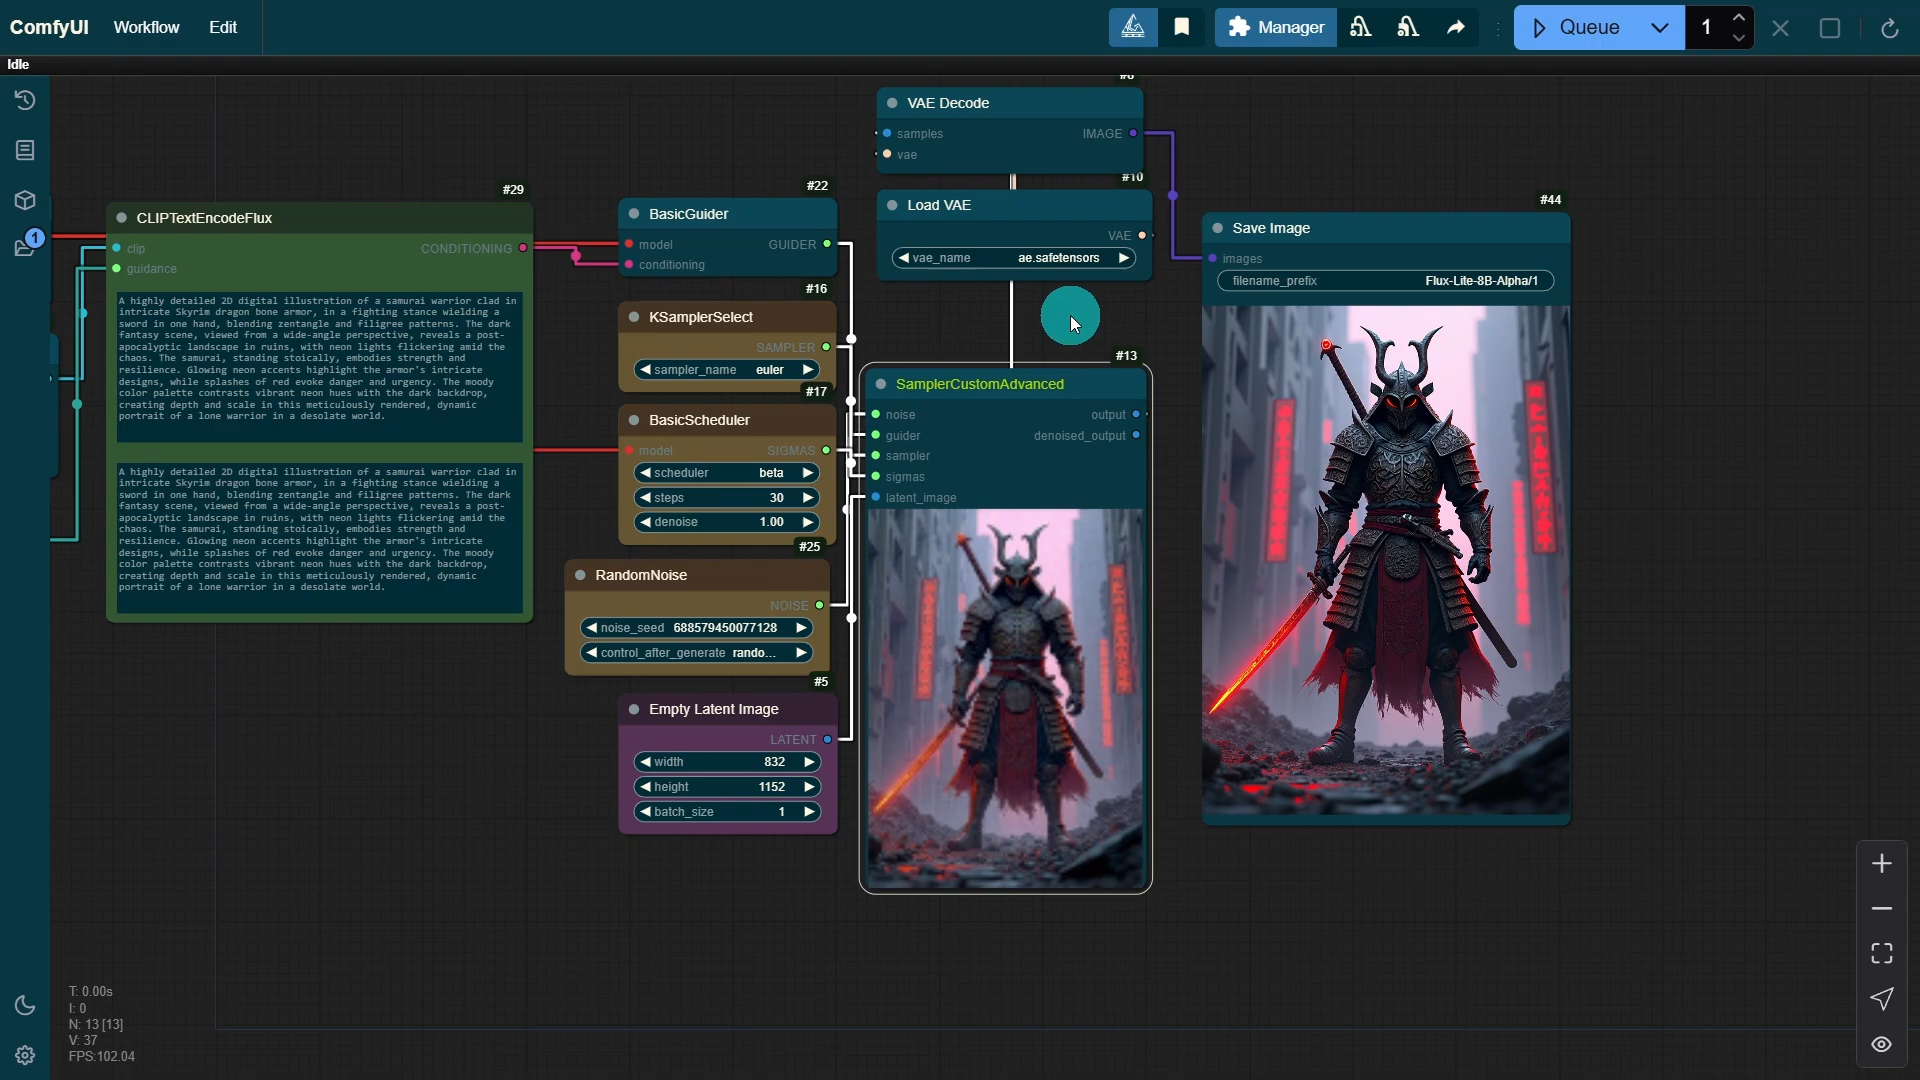 ComfyUI
Workflow
Edit
Manager
Queue
1
Idle
1
#29
CLIPTextEncodeFlux
clip
CONDITIONING
guidance
A highly detailed 2D digital illustration of a samurai warrior clad in
intricate Skyrim dragon bone armor, in a fighting stance wielding a
sword in one hand, blending zentangle and filigree patterns. The dark
fantasy scene, viewed from a wide-angle perspective, reveals a post-
apocalyptic landscape in ruins, with neon lights flickering amid the
chaos. The samurai, standing stoically, embodies strength and
resilience. Glowing neon accents highlight the armor's intricate
designs, while splashes of red evoke danger and urgency. The moody
color palette contrasts vibrant neon hues with the dark backdrop,
creating depth and scale in this meticulously rendered, dynamic
portrait of a lone warrior in a desolate world.
A highly detailed 2D digital illustration of a samurai warrior clad in
intricate Skyrim dragon bone armor, in a fighting stance wielding a
sword in one hand, blending zentangle and filigree patterns. The dark
fantasy scene, viewed from a wide-angle perspective, reveals a post-
apocalyptic landscape in ruins, with neon lights flickering amid the
chaos. The samurai, standing stoically, embodies strength and
resilience. Glowing neon accents highlight the armor's intricate
designs, while splashes of red evoke danger and urgency. The moody
color palette contrasts vibrant neon hues with the dark backdrop,
creating depth and scale in this meticulously rendered, dynamic
portrait of a lone warrior in a desolate world.
#22
BasicGuider
model
GUIDER
conditioning
#16
KSamplerSelect
SAMPLER
sampler_name euler
#17
BasicScheduler
model
SIGMAS
scheduler beta
steps 30
denoise 1.00
#25
RandomNoise
NOISE
noise_seed 688579450077128
control_after_generate rando...
#5
Empty Latent Image
LATENT
width 832
height 1152
batch_size 1
#8
VAE Decode
samples
IMAGE
vae
#10
Load VAE
VAE
vae_name ae.safetensors
#13
SamplerCustomAdvanced
noise
output
guider
denoised_output
sampler
sigmas
latent_image
#44
Save Image
images
filename_prefix Flux-Lite-8B-Alpha/1
T: 0.00s
I: 0
N: 13 [13]
V: 37
FPS:102.04